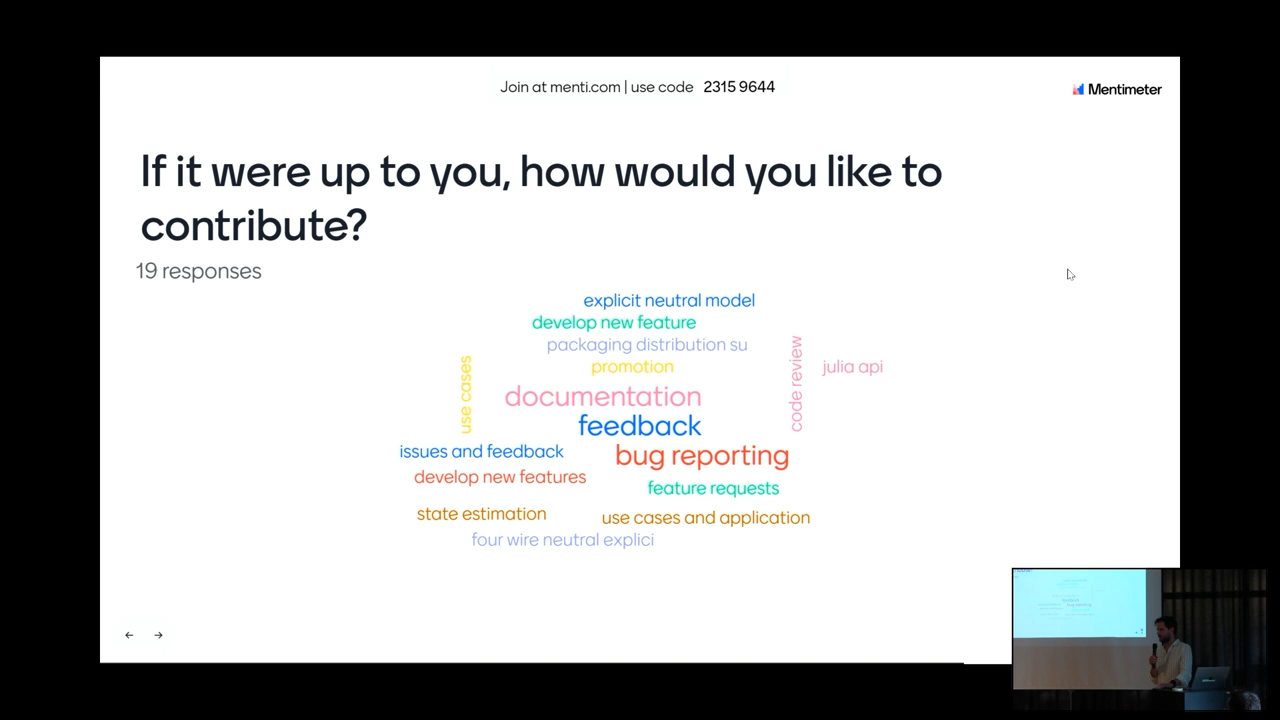 Join at menti.com | use code 2315 9644
Mentimeter
If it were up to you, how would you like to
contribute?
19 responses
explicit neutral model
develop new feature
packaging distribution su
promotion
use cases
code review
julia api
documentation
feedback
issues and feedback
bug reporting
develop new features
feature requests
state estimation
use cases and application
four wire neutral explici